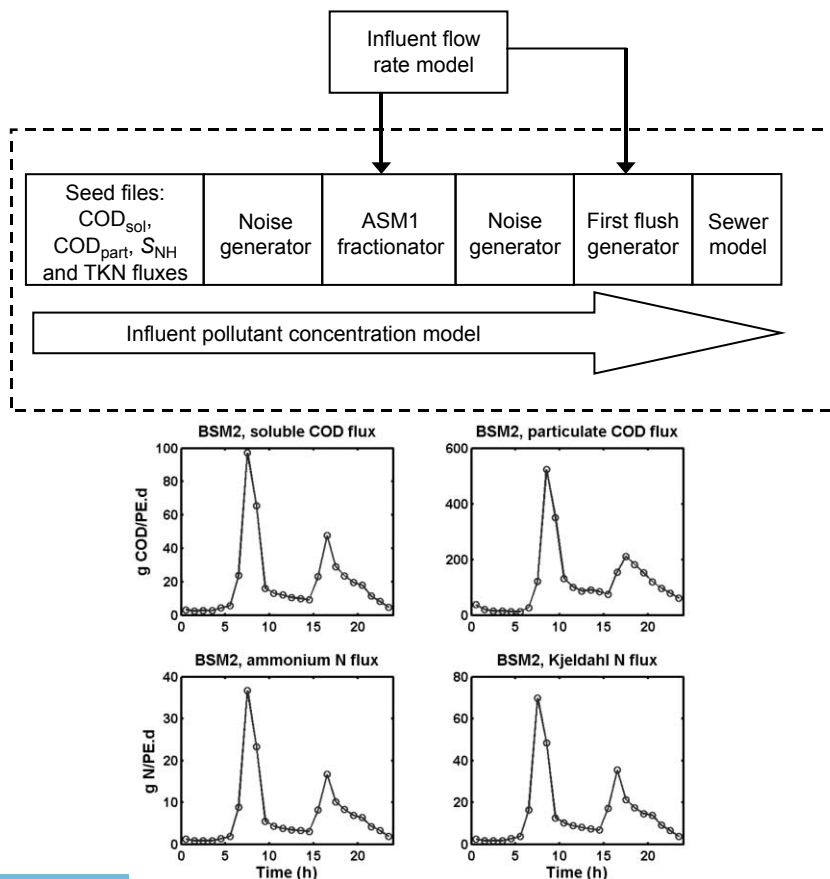 Influent flow
rate model
Seed files:
COD_sol,
COD_part, S_NH
and TKN fluxes
Noise
generator
ASM1
fractionator
Noise
generator
First flush
generator
Sewer
model
Influent pollutant concentration model
BSM2, soluble COD flux
g COD/PE.d
100
80
60
40
20
0
0 5 10 15 20
BSM2, particulate COD flux
600
400
200
0
0 5 10 15 20
BSM2, ammonium N flux
g N/PE.d
40
30
20
10
0
0 5 10 15 20
Time (h)
BSM2, Kjeldahl N flux
80
60
40
20
0
0 5 10 15 20
Time (h)